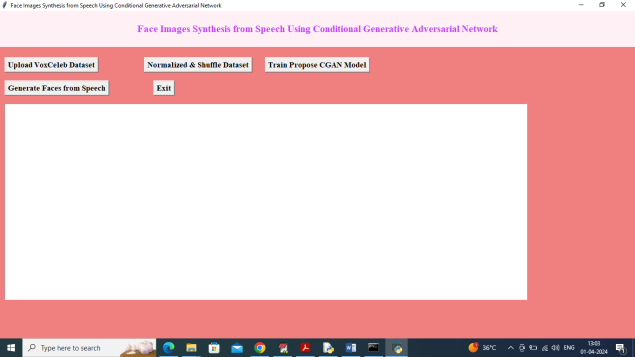 Face Images Synthesis from Speech Using Conditional Generative Adversarial Network
Face Images Synthesis from Speech Using Conditional Generative Adversarial Network
Upload VoxCeleb Dataset
Normalized & Shuffle Dataset
Train Propose CGAN Model
Generate Faces from Speech
Exit
Type here to search
36°C
ENG
13:03
01-04-2024